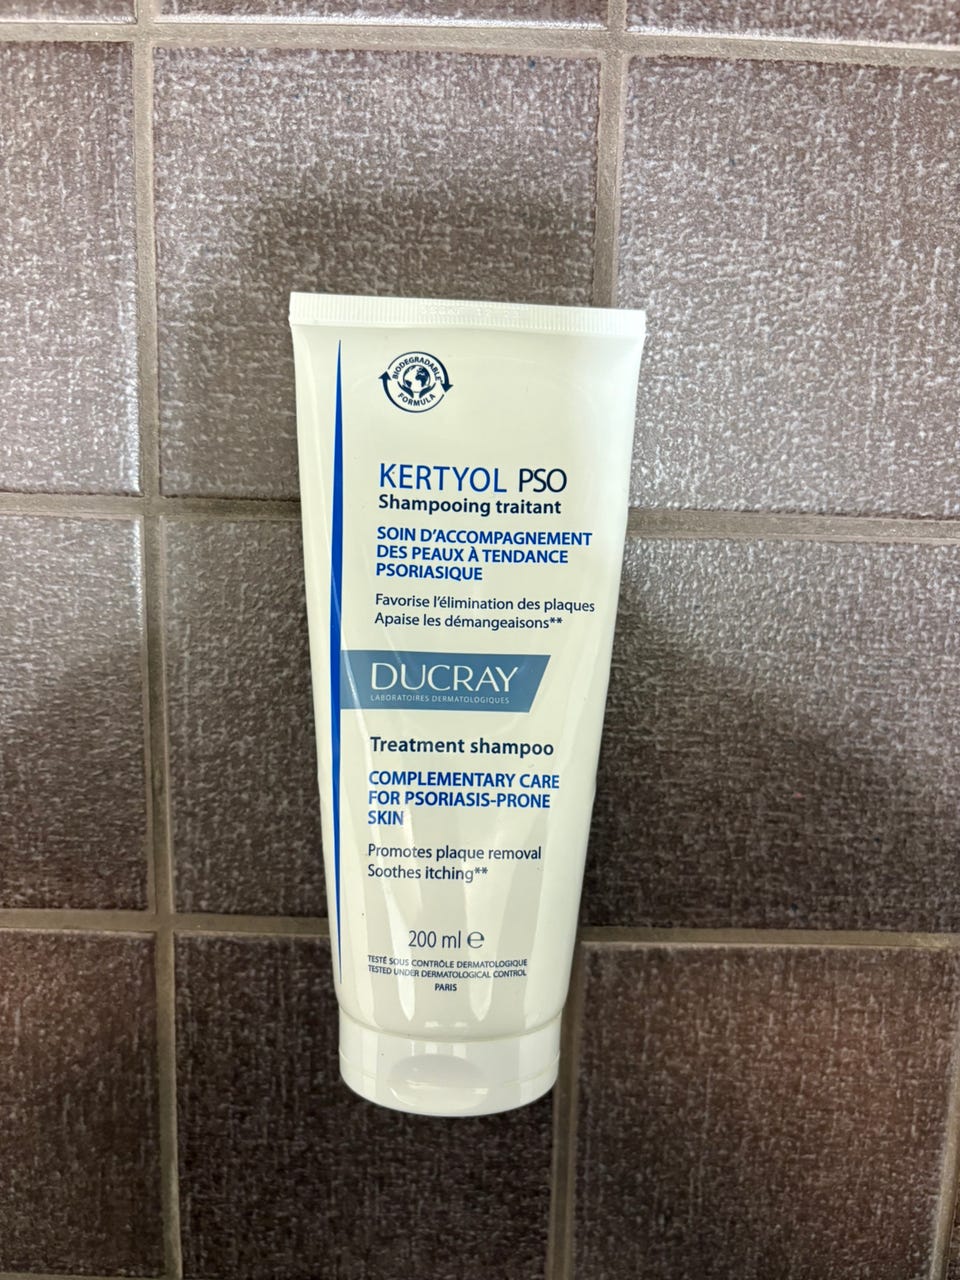 BIODEGRADABLE
FORMULA
KERTYOL PSO
Shampooing traitant
SOIN D'ACCOMPAGNEMENT
DES PEAUX À TENDANCE
PSORIASIQUE
Favorise l'élimination des plaques
Apaise les démangeaisons**
DUCRAY
LABORATOIRES DERMATOLOGIQUES
Treatment shampoo
COMPLEMENTARY CARE
FOR PSORIASIS-PRONE
SKIN
Promotes plaque removal
Soothes itching**
200 ml ℮
TESTÉ SOUS CONTRÔLE DERMATOLOGIQUE
TESTED UNDER DERMATOLOGICAL CONTROL
PARIS